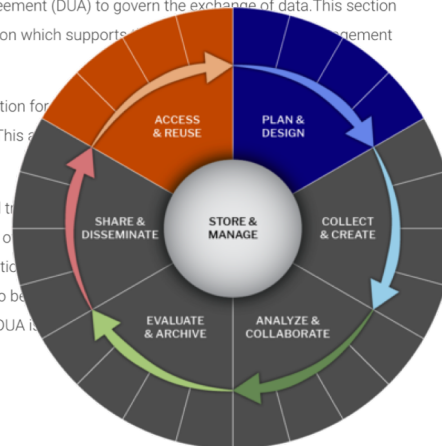 eement (DUA) to govern the exchange of data.This section
on which supports
gement
tion for
This a
ACCESS
& REUSE
PLAN &
DESIGN
SHARE &
DISSEMINATE
STORE &
MANAGE
COLLECT
& CREATE
EVALUATE
& ARCHIVE
ANALYZE &
COLLABORATE
DUA is